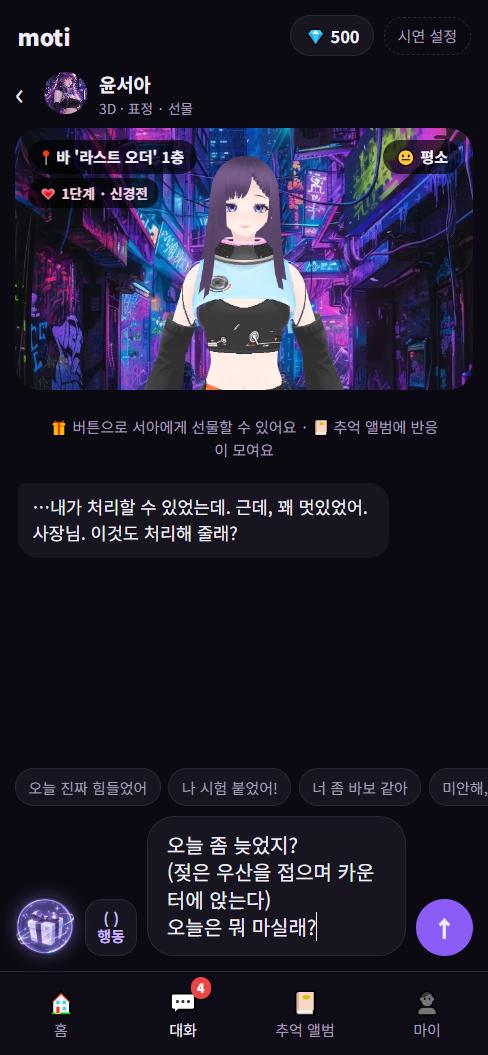 moti
500
시연 설정
윤서아
3D · 표정 · 선물
바 '라스트 오더' 1층
평소
1단계 · 신경전
버튼으로 서아에게 선물할 수 있어요 · 추억 앨범에 반응
이 모여요
…내가 처리할 수 있었는데. 근데, 꽤 멋있었어.
사장님. 이것도 처리해 줄래?
오늘 진짜 힘들었어
나 시험 붙었어!
너 좀 바보 같아
미안해,
오늘 좀 늦었지?
(젖은 우산을 접으며 카운
터에 앉는다)
오늘은 뭐 마실래?
( )
행동
4
홈
대화
추억 앨범
마이